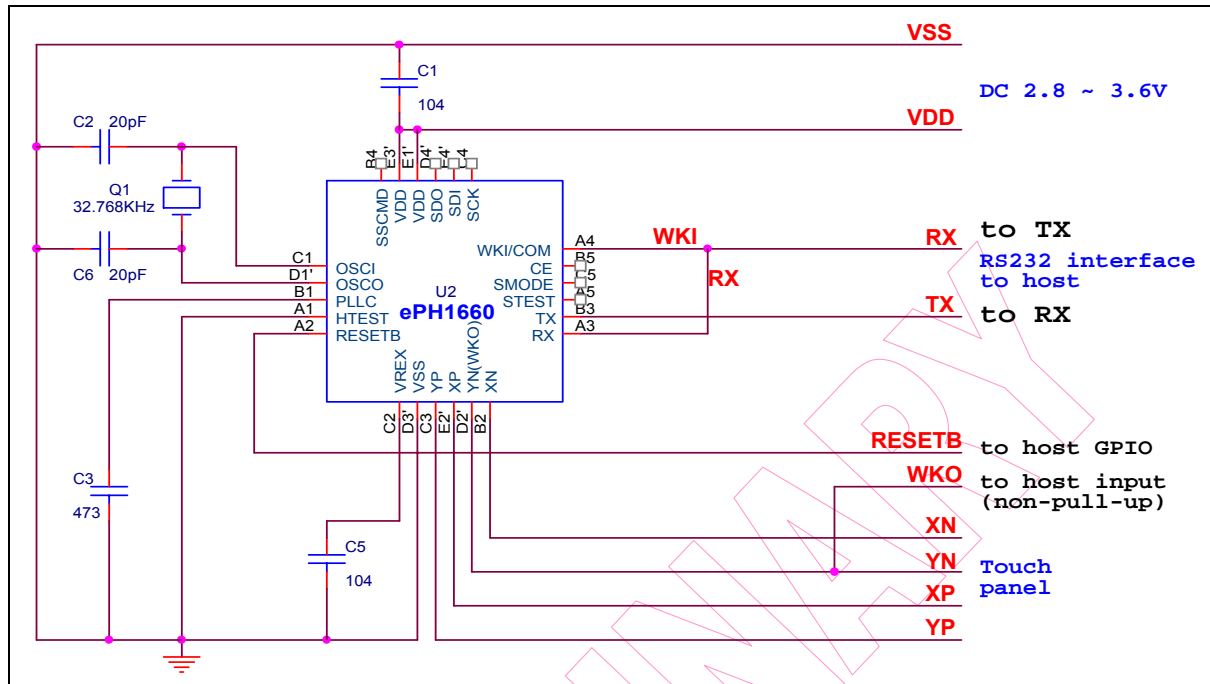 VSS
C1
104
DC 2.8 ~ 3.6V
VDD
C2 20pF
Q1
32.768KHz
C6 20pF
B4 E3' E1' D4' E4' C4
SSCMD VDD VDD SDO SDI SCK
C1 OSCI
D1' OSCO
B1 PLLC
A1 HTEST
A2 RESETB
U2
ePH1660
WKI/COM A4
CE B5
SMODE C5
STEST A5
TX B3
RX A3
WKI
RX
RX to TX
RS232 interface
to host
TX to RX
VREX VSS YP XP YN(WKO) XN
C2 D3' C3 E2' D2' B2
RESETB to host GPIO
WKO to host input
(non-pull-up)
C3
473
C5
104
XN
YN Touch
panel
XP
YP